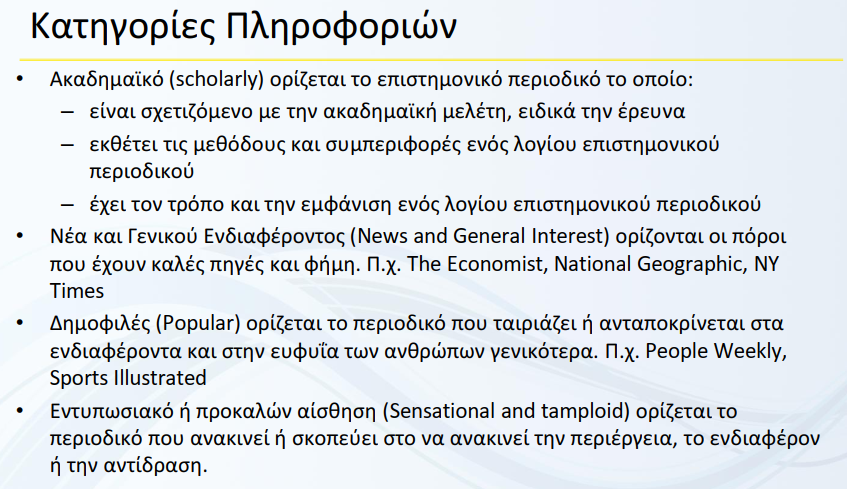 Κατηγορίες Πληροφοριών
• Ακαδημαϊκό (scholarly) ορίζεται το επιστημονικό περιοδικό το οποίο:
– είναι σχετιζόμενο με την ακαδημαϊκή μελέτη, ειδικά την έρευνα
– εκθέτει τις μεθόδους και συμπεριφορές ενός λογίου επιστημονικού
περιοδικού
– έχει τον τρόπο και την εμφάνιση ενός λογίου επιστημονικού περιοδικού
• Νέα και Γενικού Ενδιαφέροντος (News and General Interest) ορίζονται οι πόροι
που έχουν καλές πηγές και φήμη. Π.χ. The Economist, National Geographic, NY
Times
• Δημοφιλές (Popular) ορίζεται το περιοδικό που ταιριάζει ή ανταποκρίνεται στα
ενδιαφέροντα και στην ευφυΐα των ανθρώπων γενικότερα. Π.χ. People Weekly,
Sports Illustrated
• Εντυπωσιακό ή προκαλών αίσθηση (Sensational and tamploid) ορίζεται το
περιοδικό που ανακινεί ή σκοπεύει στο να ανακινεί την περιέργεια, το ενδιαφέρον
ή την αντίδραση.